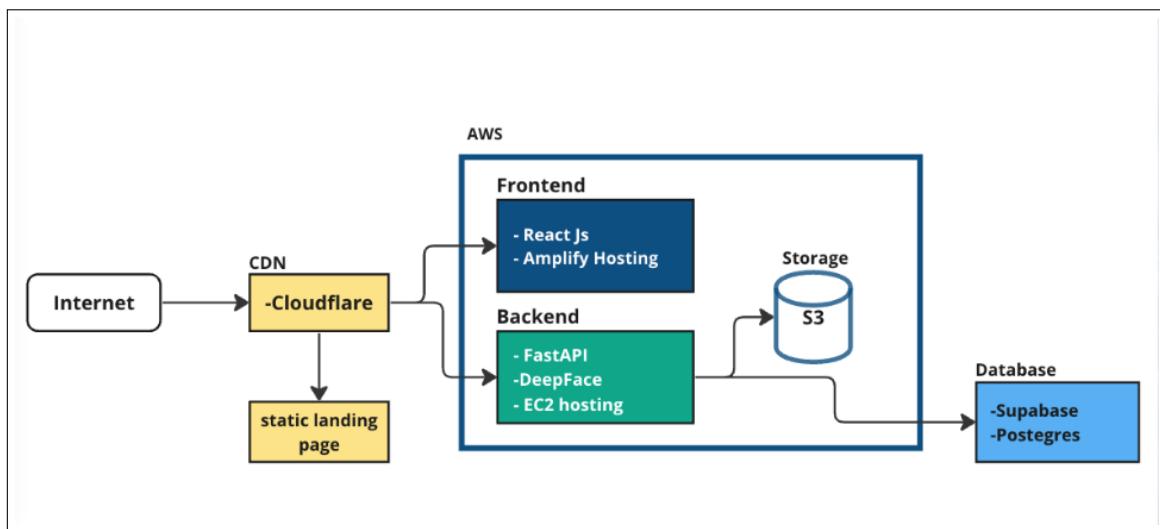 AWS
Frontend
- React Js
- Amplify Hosting
CDN
Internet
-Cloudflare
Storage
S3
Backend
- FastAPI
-DeepFace
- EC2 hosting
static landing
page
Database
-Supabase
-Postegres